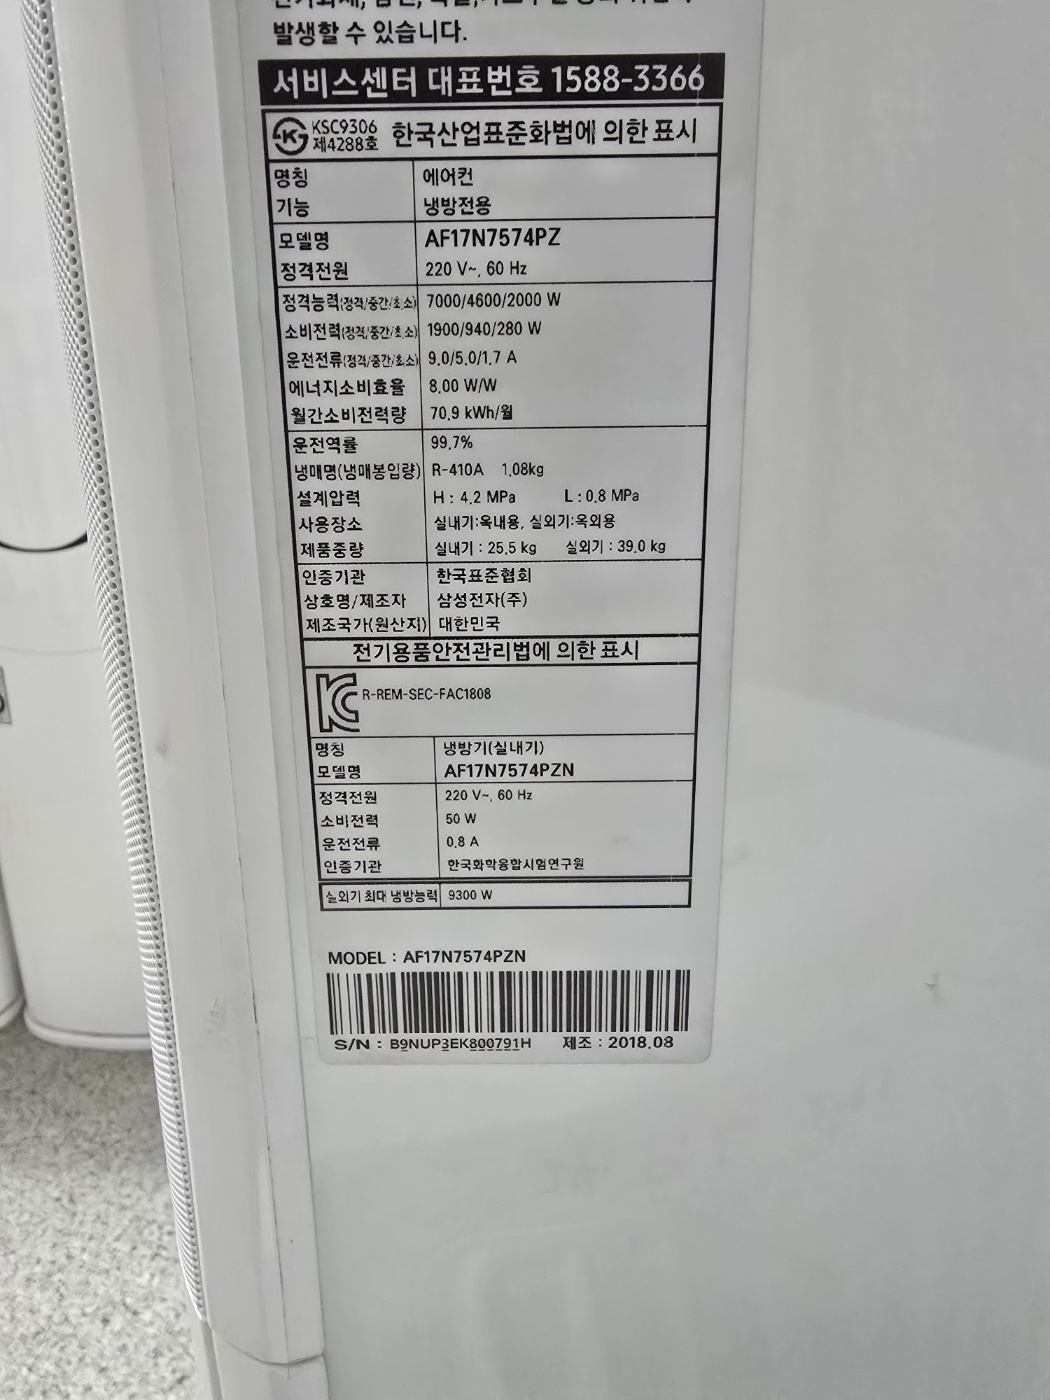 발생할 수 있습니다.
서비스센터 대표번호 1588-3366
KSC9306
제4288호 한국산업표준화법에 의한 표시
명칭 에어컨
기능 냉방전용
모델명 AF17N7574PZ
정격전원 220 V~, 60 Hz
정격능력(정격/중간/최소) 7000/4600/2000 W
소비전력(정격/중간/최소) 1900/940/280 W
운전전류(정격/중간/최소) 9.0/5.0/1.7 A
에너지소비효율 8.00 W/W
월간소비전력량 70.9 kWh/월
운전역률 99.7%
냉매명(냉매봉입량) R-410A 1.08kg
설계압력 H : 4.2 MPa L : 0.8 MPa
사용장소 실내기:옥내용, 실외기:옥외용
제품중량 실내기 : 25.5 kg 실외기 : 39.0 kg
인증기관 한국표준협회
상호명/제조자 삼성전자(주)
제조국가(원산지) 대한민국
전기용품안전관리법에 의한 표시
R-REM-SEC-FAC1808
명칭 냉방기(실내기)
모델명 AF17N7574PZN
정격전원 220 V~, 60 Hz
소비전력 50 W
운전전류 0.8 A
인증기관 한국화학융합시험연구원
실외기 최대 냉방능력 9300 W
MODEL : AF17N7574PZN
S/N : B9NUP3EK800791H 제조 : 2018.08